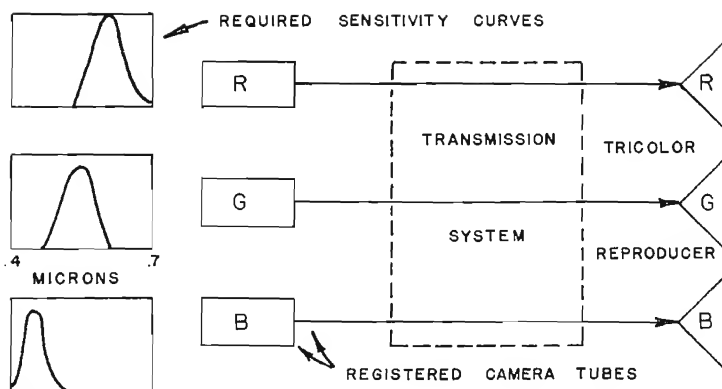 REQUIRED SENSITIVITY CURVES
R
R
TRANSMISSION
TRICOLOR
G
G
.4
.7
MICRONS
SYSTEM
REPRODUCER
B
B
REGISTERED CAMERA TUBES